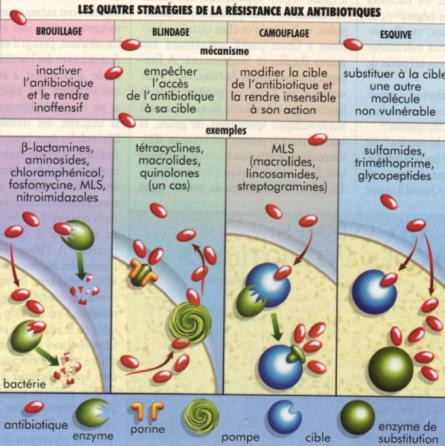 LES QUATRE STRATÉGIES DE LA RÉSISTANCE AUX ANTIBIOTIQUES
BROUILLAGE
BLINDAGE
CAMOUFLAGE
ESQUIVE
mécanisme
inactiver
l'antibiotique
et le rendre
inoffensif
empêcher
l'accès
de l'antibiotique
à sa cible
modifier la cible
de l'antibiotique et
la rendre insensible
à son action
substituer à la cible
une autre
molécule
non vulnérable
exemples
β-lactamines,
aminosides,
chloramphénicol,
fosfomycine, MLS,
nitroimidazoles
tétracyclines,
macrolides,
quinolones
(un cas)
MLS
(macrolides,
lincosamides,
streptogramines)
sulfamides,
triméthoprime,
glycopeptides
bactérie
antibiotique
enzyme
porine
pompe
cible
enzyme de
substitution